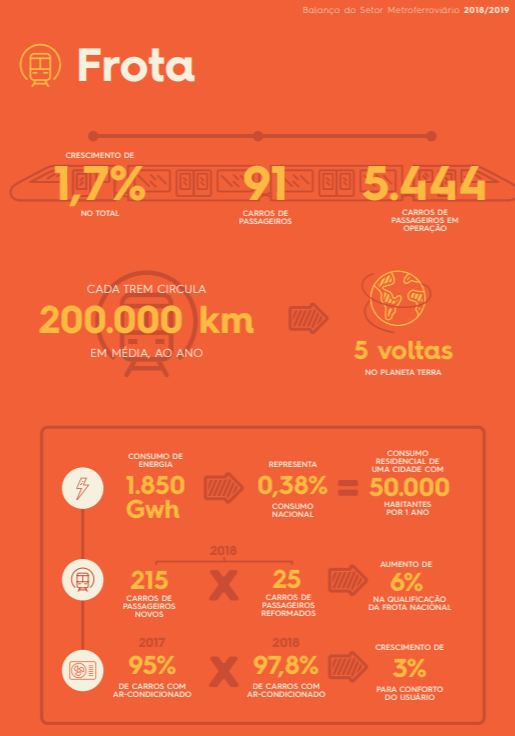 Balanço do Setor Metroferroviário 2018/2019
Frota
CRESCIMENTO DE
1,7%
NO TOTAL
91
CARROS DE
PASSAGEIROS
5.444
CARROS DE
PASSAGEIROS EM
OPERAÇÃO
CADA TREM CIRCULA
200.000 km
EM MÉDIA, AO ANO
5 voltas
NO PLANETA TERRA
CONSUMO DE
ENERGIA
1.850
Gwh
REPRESENTA
0,38%
CONSUMO
NACIONAL
=
CONSUMO
RESIDENCIAL DE
UMA CIDADE COM
50.000
HABITANTES
POR 1 ANO
2018
215
CARROS DE
PASSAGEIROS
NOVOS
X
25
CARROS DE
PASSAGEIROS
REFORMADOS
AUMENTO DE
6%
NA QUALIFICAÇÃO
DA FROTA NACIONAL
2017
95%
DE CARROS COM
AR-CONDICIONADO
X
2018
97,8%
DE CARROS COM
AR-CONDICIONADO
CRESCIMENTO DE
3%
PARA CONFORTO
DO USUÁRIO